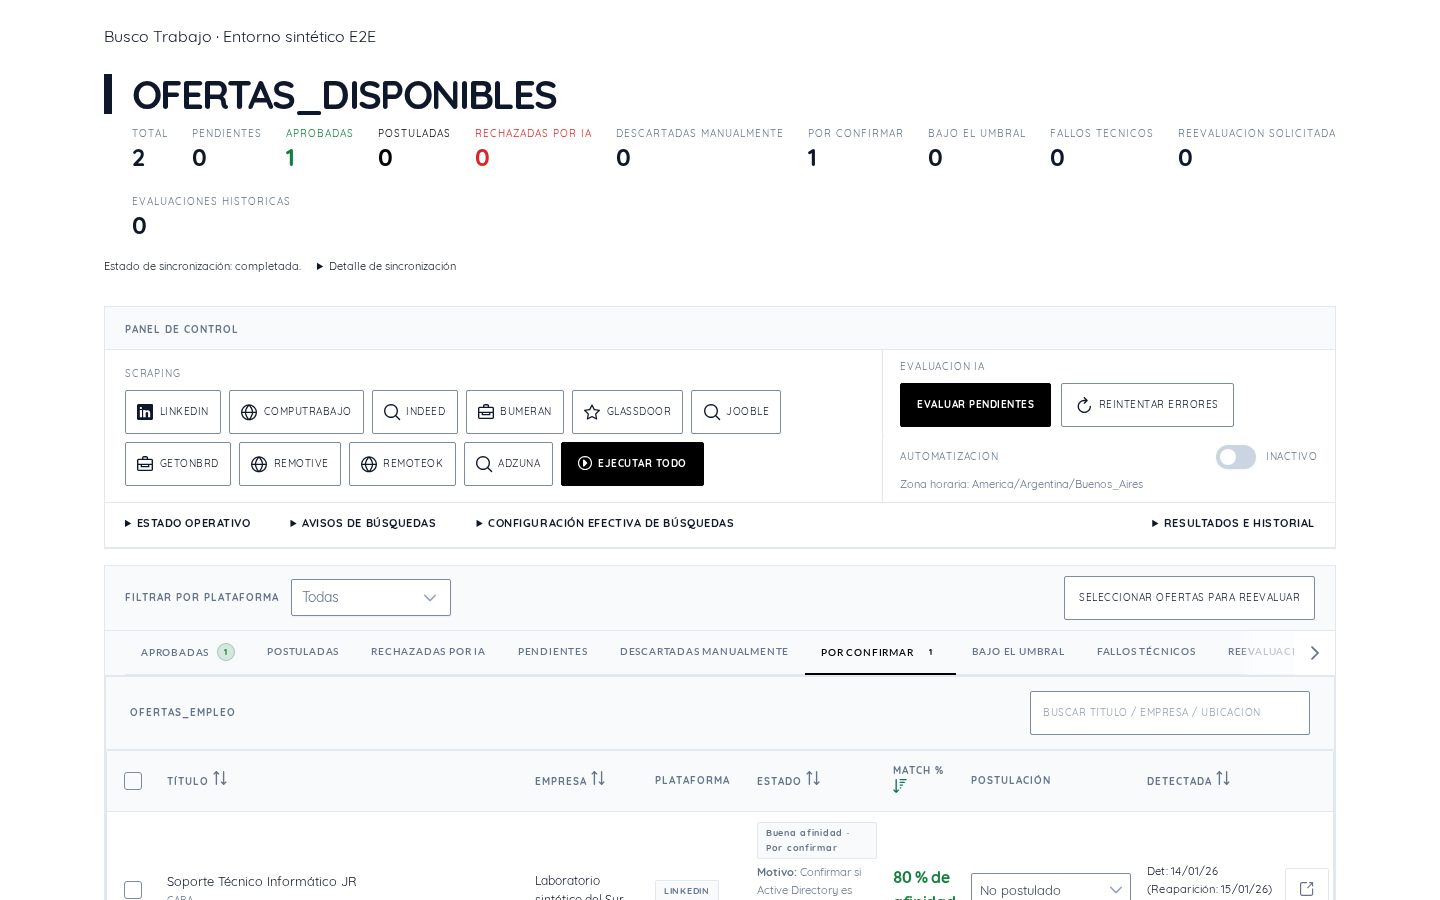 Busco Trabajo · Entorno sintético E2E
OFERTAS_DISPONIBLES
TOTAL PENDIENTES APROBADAS POSTULADAS RECHAZADAS POR IA DESCARTADAS MANUALMENTE POR CONFIRMAR BAJO EL UMBRAL FALLOS TECNICOS REEVALUACION SOLICITADA
2 0 1 0 0 0 1 0 0 0
EVALUACIONES HISTORICAS
0
Estado de sincronización: completada. Detalle de sincronización
PANEL DE CONTROL
SCRAPING
LINKEDIN COMPUTRABAJO INDEED BUMERAN GLASSDOOR JOOBLE
GETONBRD REMOTIVE REMOTEOK ADZUNA EJECUTAR TODO
EVALUACION IA
EVALUAR PENDIENTES REINTENTAR ERRORES
AUTOMATIZACION INACTIVO
Zona horaria: America/Argentina/Buenos_Aires
ESTADO OPERATIVO AVISOS DE BÚSQUEDAS CONFIGURACIÓN EFECTIVA DE BÚSQUEDAS RESULTADOS E HISTORIAL
FILTRAR POR PLATAFORMA Todas SELECCIONAR OFERTAS PARA REEVALUAR
APROBADAS 1 POSTULADAS RECHAZADAS POR IA PENDIENTES DESCARTADAS MANUALMENTE POR CONFIRMAR 1 BAJO EL UMBRAL FALLOS TÉCNICOS REEVALUACI
OFERTAS_EMPLEO BUSCAR TITULO / EMPRESA / UBICACION
TÍTULO EMPRESA PLATAFORMA ESTADO MATCH % POSTULACIÓN DETECTADA
Buena afinidad ·
Por confirmar
Motivo: Confirmar si
Active Directory es
Soporte Técnico Informático JR
CABA
Laboratorio
sintético del Sur
LINKEDIN
80 % de
afinidad
No postulado
Det: 14/01/26
(Reaparición: 15/01/26)